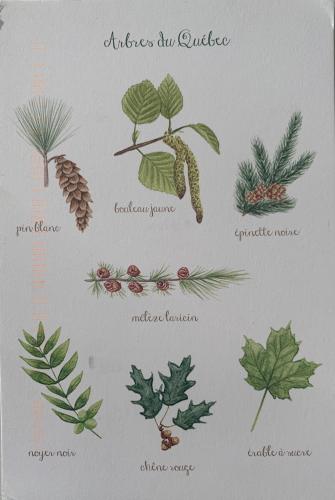 Arbres du Québec
pin blanc
bouleau jaune
épinette noire
mélèze laricin
noyer noir
chêne rouge
érable à sucre